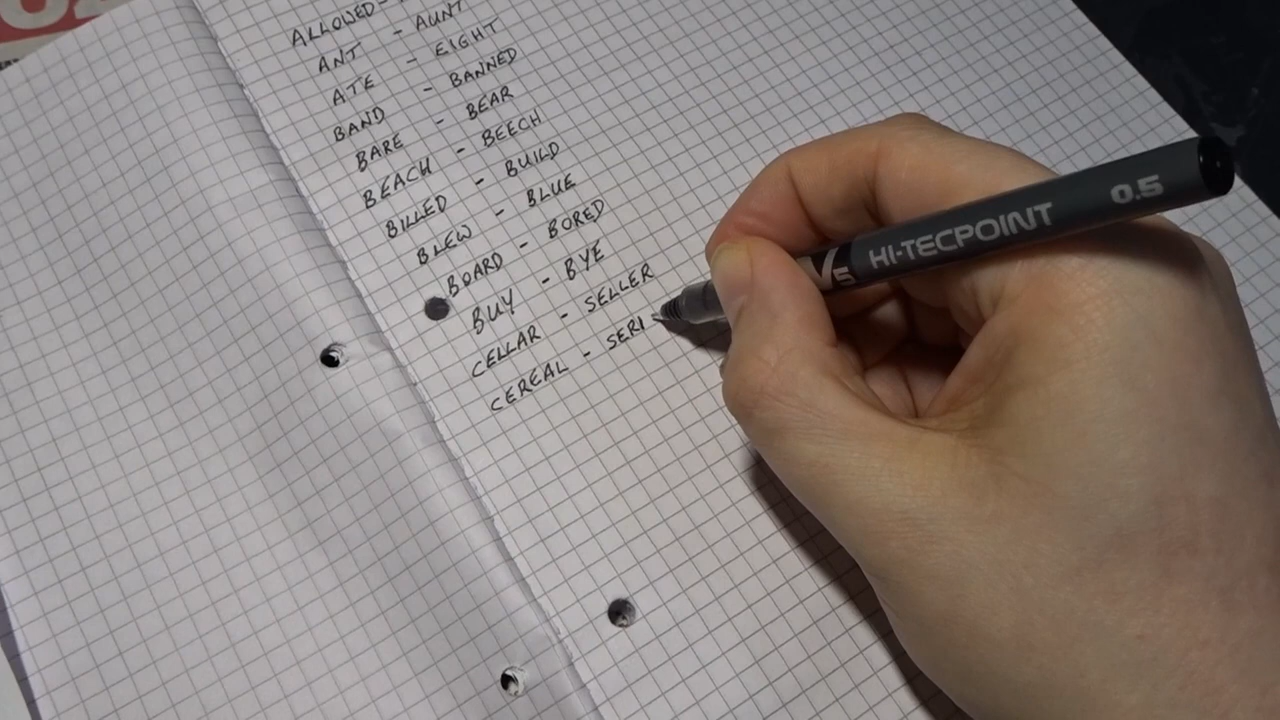 ALLOWED -
ANT - AUNT
ATE - EIGHT
BAND - BANNED
BARE - BEAR
BEACH - BEECH
BILLED - BUILD
BLEW - BLUE
BOARD - BORED
BUY - BYE
CELLAR - SELLER
CEREAL - SERI
V5 HI-TECPOINT 0.5